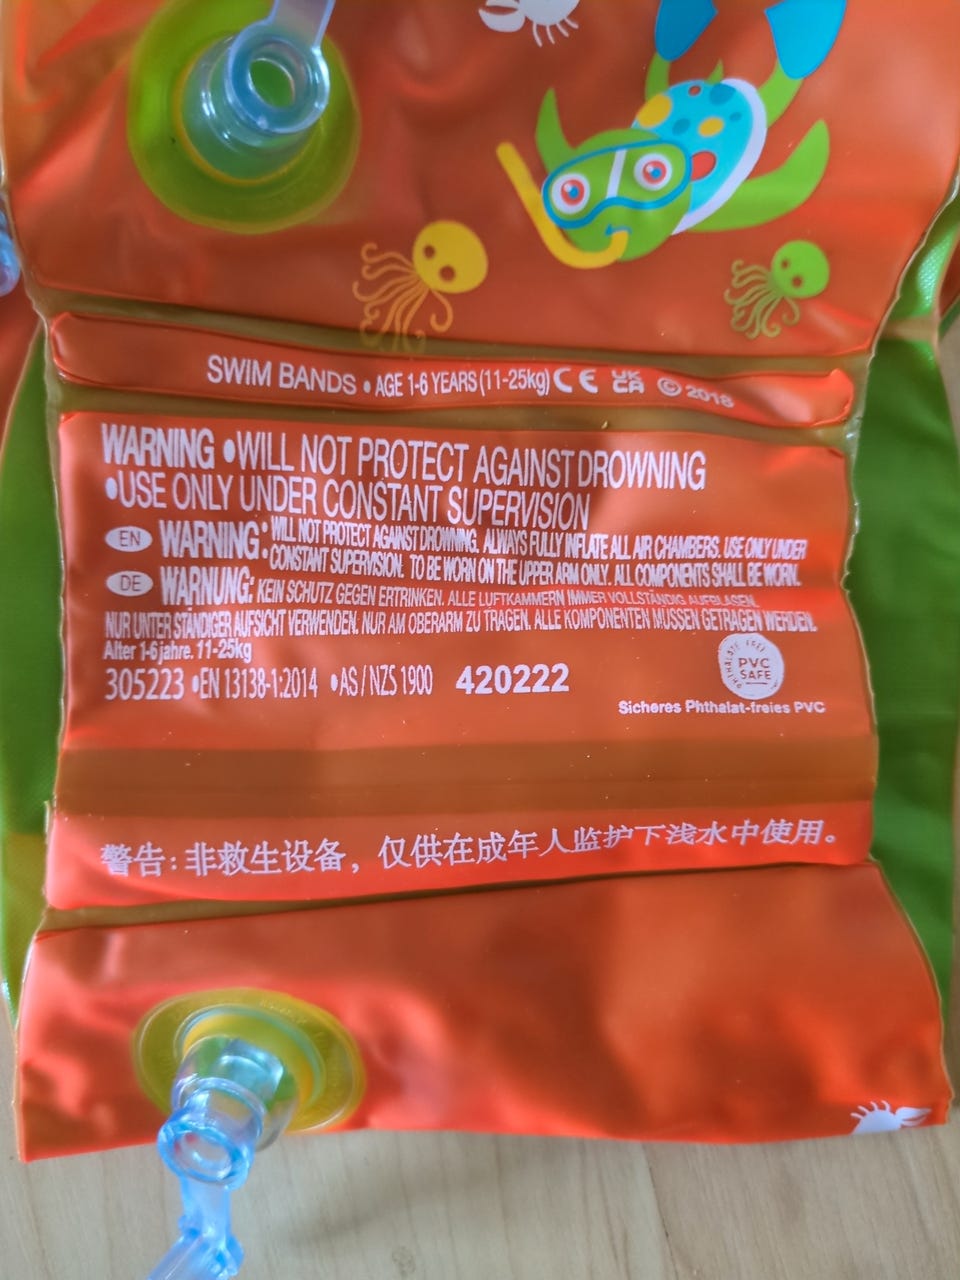 SWIM BANDS • AGE 1-6 YEARS (11-25kg) CE UK CA © 2018
WARNING •WILL NOT PROTECT AGAINST DROWNING
•USE ONLY UNDER CONSTANT SUPERVISION
EN WARNING: WILL NOT PROTECT AGAINST DROWNING. ALWAYS FULLY INFLATE ALL AIR CHAMBERS. USE ONLY UNDER
CONSTANT SUPERVISION. TO BE WORN ON THE UPPER ARM ONLY. ALL COMPONENTS SHALL BE WORN.
DE WARNUNG: KEIN SCHUTZ GEGEN ERTRINKEN. ALLE LUFTKAMMERN IMMER VOLLSTÄNDIG AUFBLASEN.
NUR UNTER STÄNDIGER AUFSICHT VERWENDEN. NUR AM OBERARM ZU TRAGEN. ALLE KOMPONENTEN MÜSSEN GETRAGEN WERDEN.
Alter 1-6 jahre. 11-25kg
305223 •EN 13138-1:2014 •AS / NZS 1900 420222
PHTHALATE FREE
PVC
SAFE
Sicheres Phthalat-freies PVC
警告：非救生设备，仅供在成年人监护下浅水中使用。